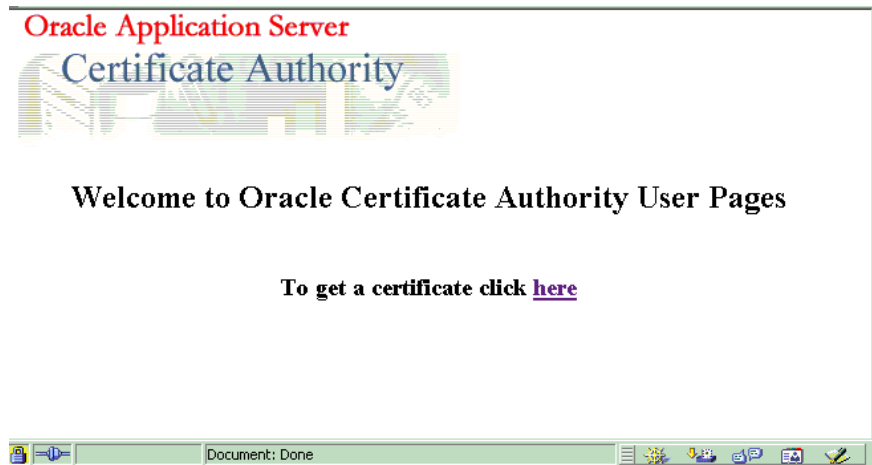 Oracle Application Server
Certificate Authority
Welcome to Oracle Certificate Authority User Pages
To get a certificate click here
Document: Done